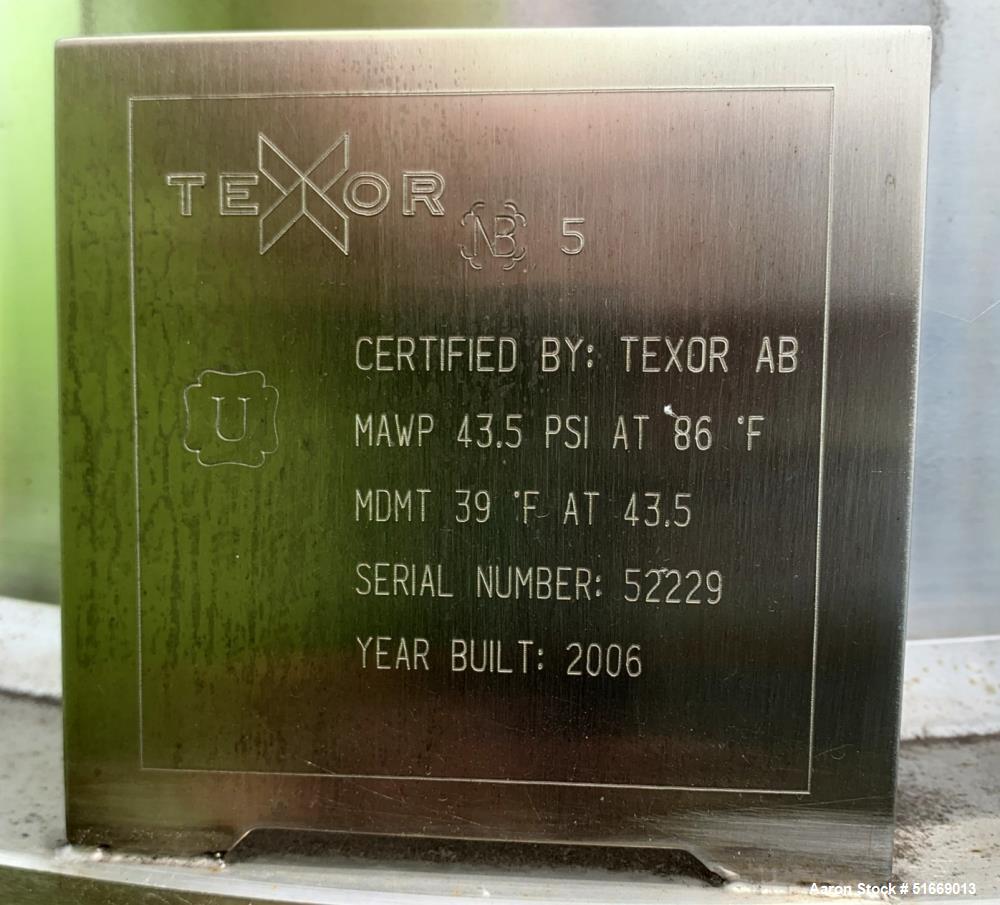 TEXOR
NB 5
CERTIFIED BY: TEXOR AB
U
MAWP 43.5 PSI AT 86 °F
MDMT 39 °F AT 43.5
SERIAL NUMBER: 52229
YEAR BUILT: 2006
Aaron Stock # 51669013